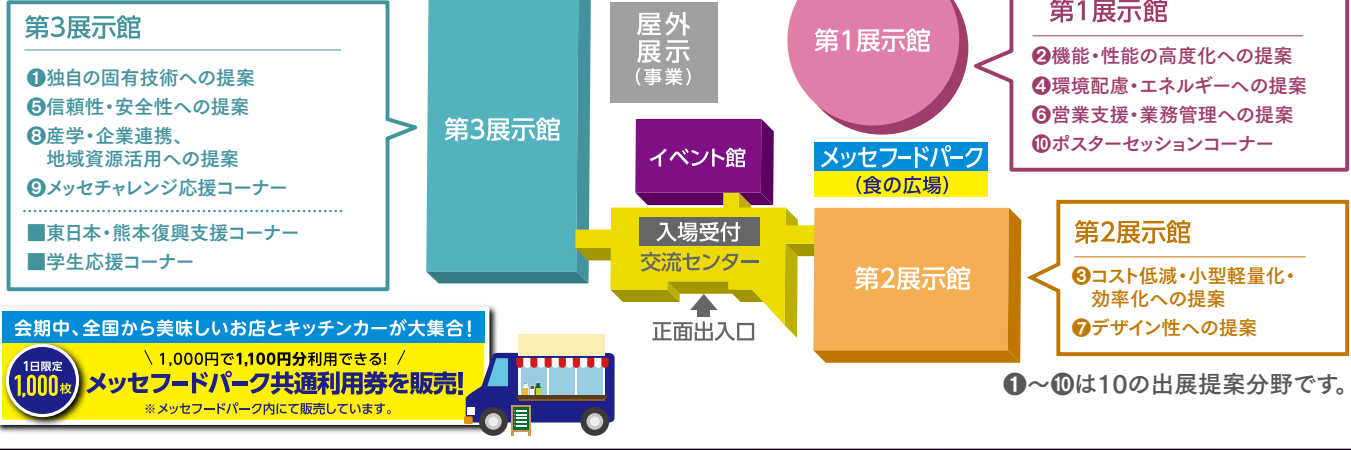 第3展示館
❶独自の固有技術への提案
❺信頼性・安全性への提案
❽産学・企業連携、
地域資源活用への提案
❾メッセチャレンジ応援コーナー
■東日本・熊本復興支援コーナー
■学生応援コーナー
第3展示館
屋外
展示
（事業）
イベント館
入場受付
交流センター
正面出入口
第1展示館
メッセフードパーク
（食の広場）
第2展示館
第1展示館
❷機能・性能の高度化への提案
❹環境配慮・エネルギーへの提案
❻営業支援・業務管理への提案
❿ポスターセッションコーナー
第2展示館
❸コスト低減・小型軽量化・
効率化への提案
❼デザイン性への提案
❶～❿は10の出展提案分野です。
会期中、全国から美味しいお店とキッチンカーが大集合！
1日限定
1,000枚
\ 1,000円で1,100円分利用できる! /
メッセフードパーク共通利用券を販売!
※メッセフードパーク内にて販売しています。